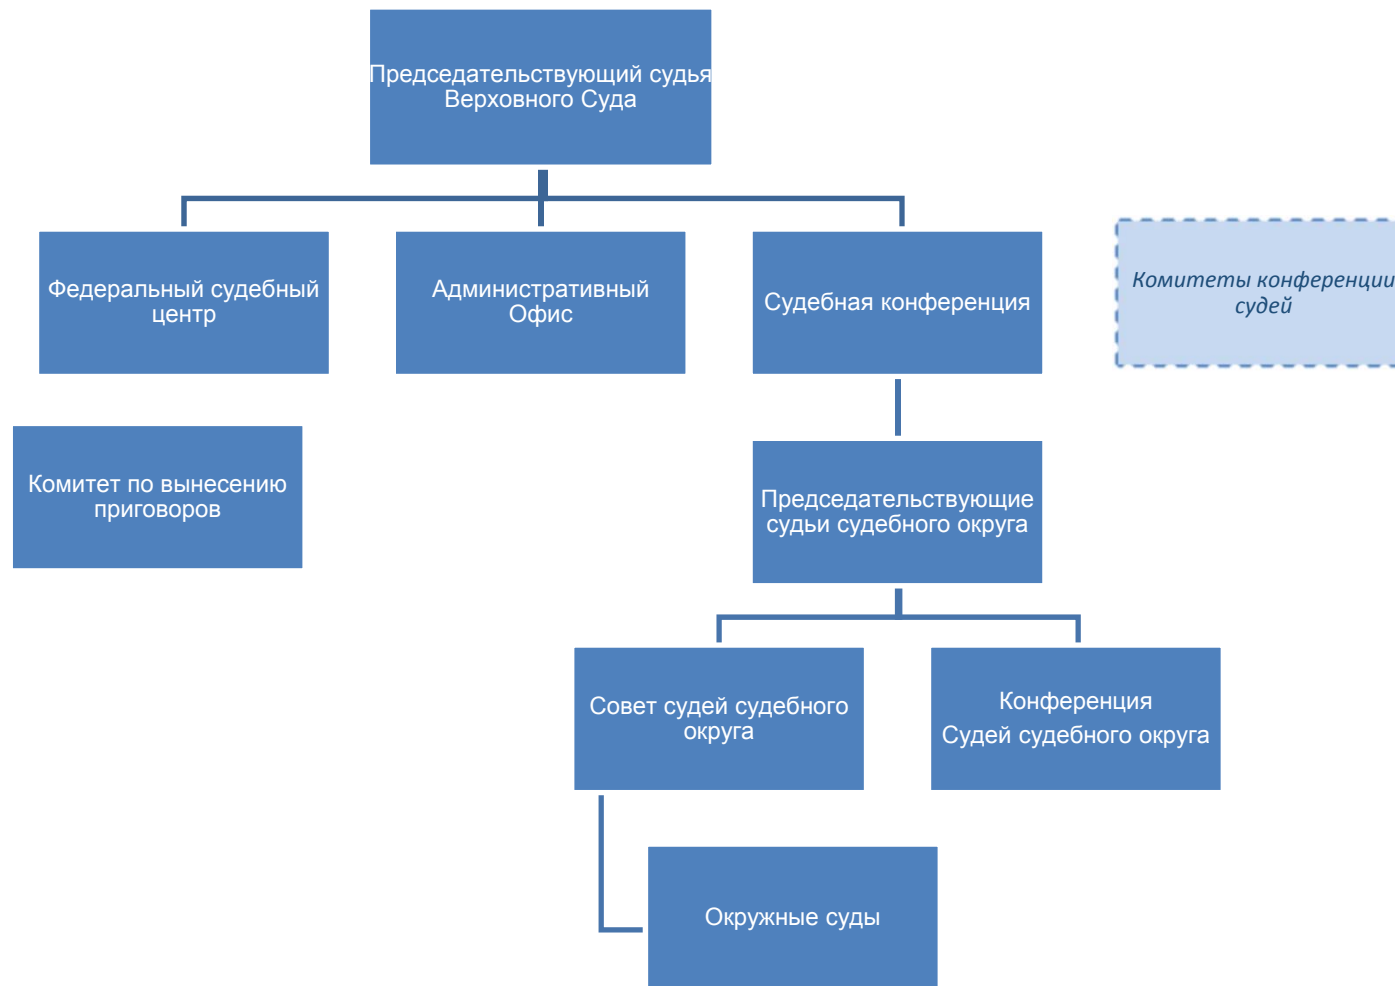 Председательствующий судья
Верховного Суда
Федеральный судебный
центр
Административный
Офис
Судебная конференция
Комитеты конференции
судей
Комитет по вынесению
приговоров
Председательствующие
судьи судебного округа
Совет судей судебного
округа
Конференция
Судей судебного округа
Окружные суды